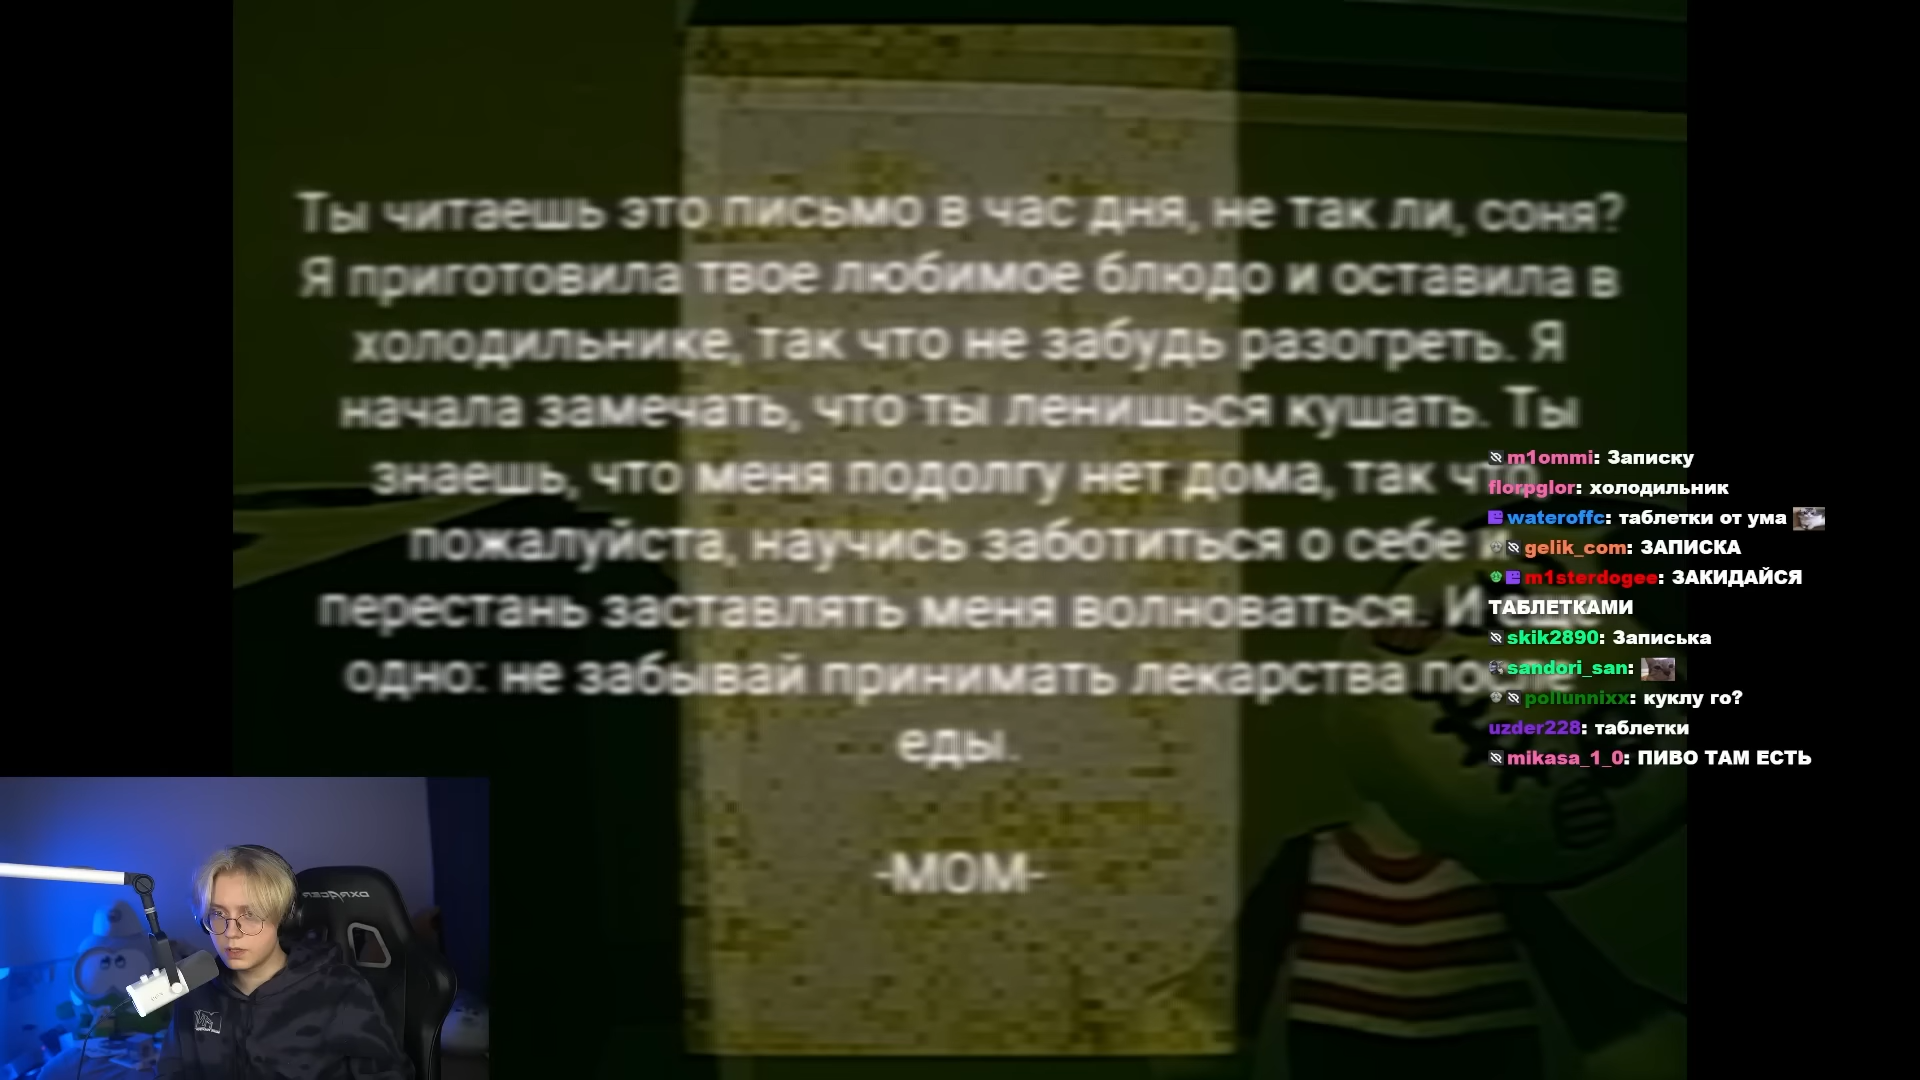 Ты читаешь это письмо в час дня, не так ли, соня?
Я приготовила твое любимое блюдо и оставила в
холодильнике, так что не забудь разогреть. Я
начала замечать, что ты ленишься кушать. Ты
знаешь, что меня подолгу нет дома, так что
пожалуйста, научись заботиться о себе
перестань заставлять меня волноваться. И еще
одно: не забывай принимать лекарства
еды.
-МОМ-
m1ommi: Записку
florpglor: холодильник
wateroffc: таблетки от ума
gelik_com: ЗАПИСКА
m1sterdogee: ЗАКИДАЙСЯ
ТАБЛЕТКАМИ
skik2890: Записька
sandori_san:
pollunnixx: куклу го?
uzder228: таблетки
mikasa_1_0: ПИВО ТАМ ЕСТЬ
DXRACER